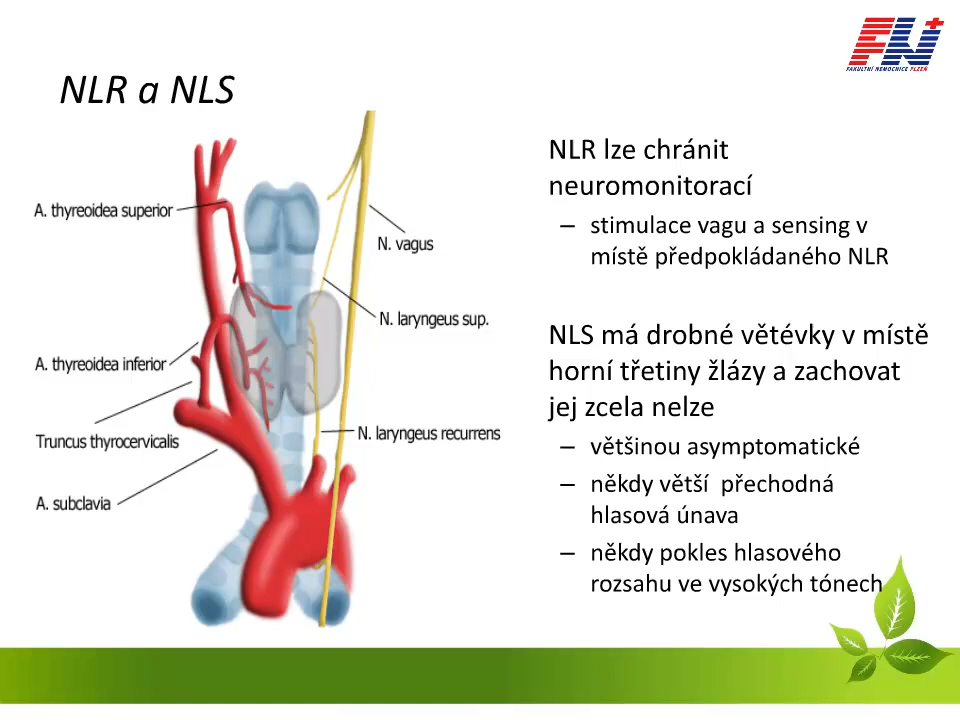 FN
FAKULTNÍ NEMOCNICE PLZEŇ
NLR a NLS
A. thyreoidea superior
N. vagus
N. laryngeus sup.
A. thyreoidea inferior
N. laryngeus recurrens
Truncus thyrocervicalis
A. subclavia
NLR lze chránit
neuromonitorací
– stimulace vagu a sensing v
místě předpokládaného NLR
NLS má drobné větévky v místě
horní třetiny žlázy a zachovat
jej zcela nelze
– většinou asymptomatické
– někdy větší  přechodná
hlasová únava
– někdy pokles hlasového
rozsahu ve vysokých tónech